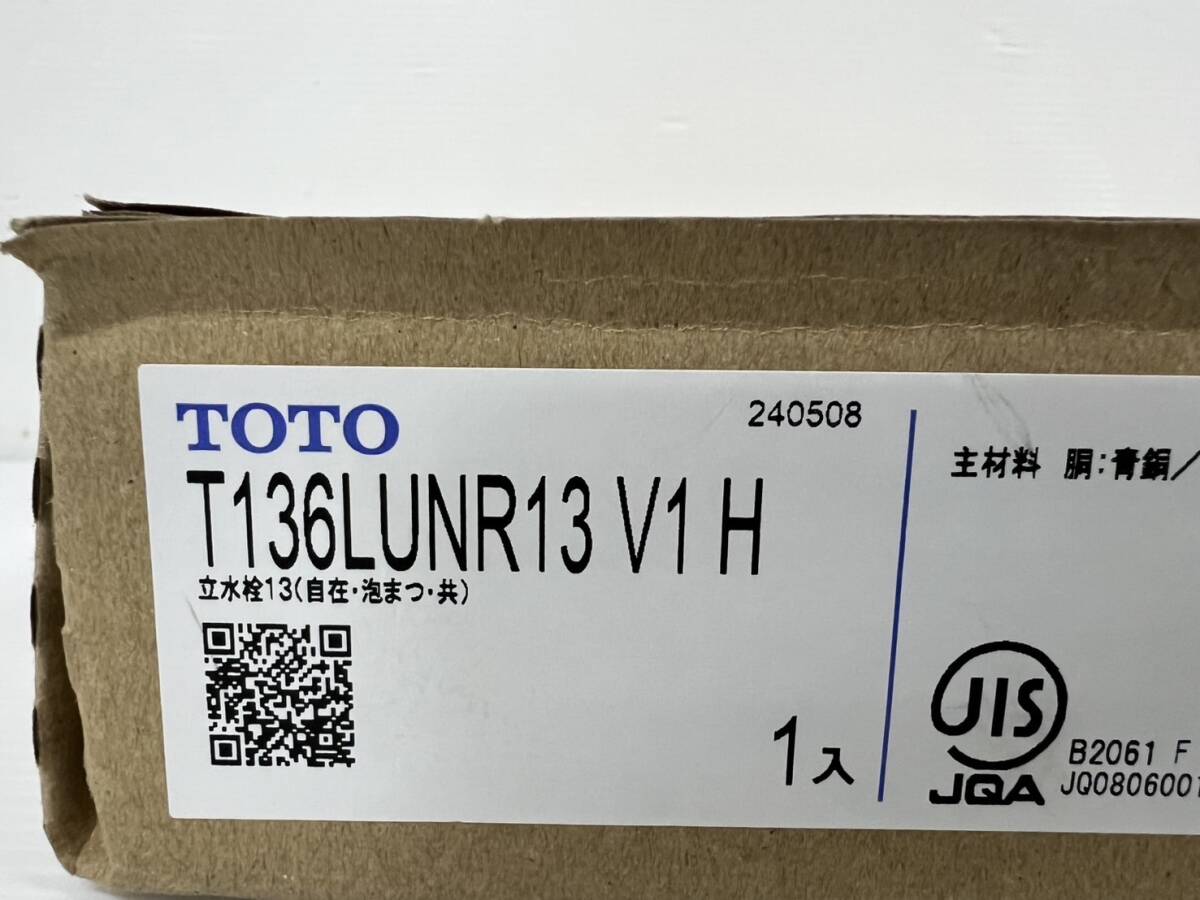 TOTO
240508
T136LUNR13 V1 H
立水栓13(自在・泡まつ・共)
1入
主材料 胴:青銅/
JIS
JQA
B2061 F
JQ0806001